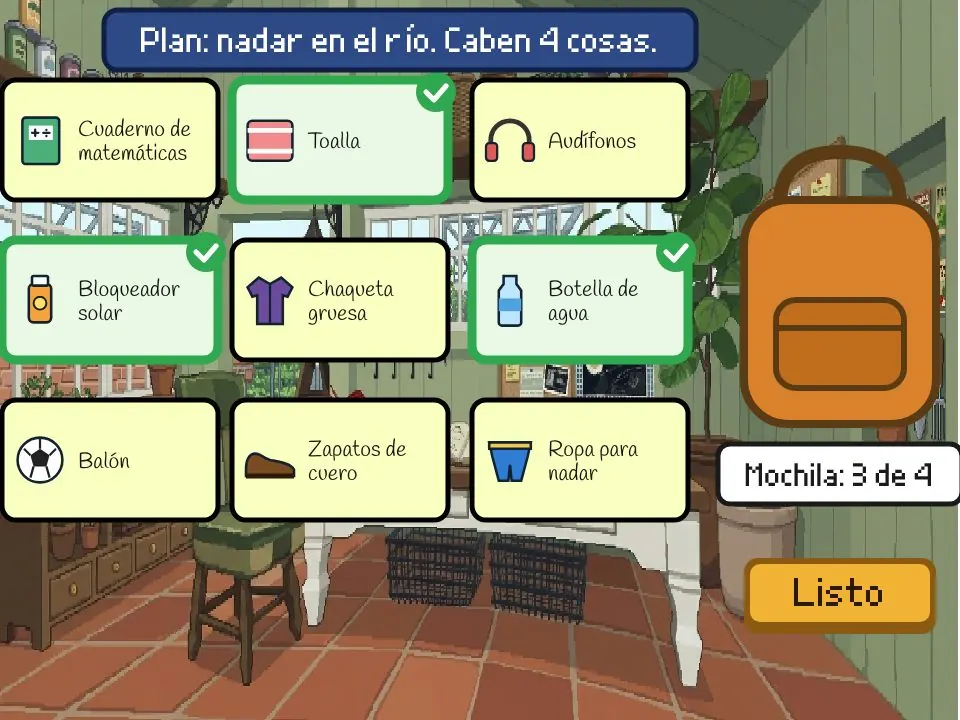 Plan: nadar en el río. Caben 4 cosas.
Cuaderno de
matemáticas
Toalla
Audífonos
Bloqueador
solar
Chaqueta
gruesa
Botella de
agua
Balón
Zapatos de
cuero
Ropa para
nadar
Mochila: 3 de 4
Listo